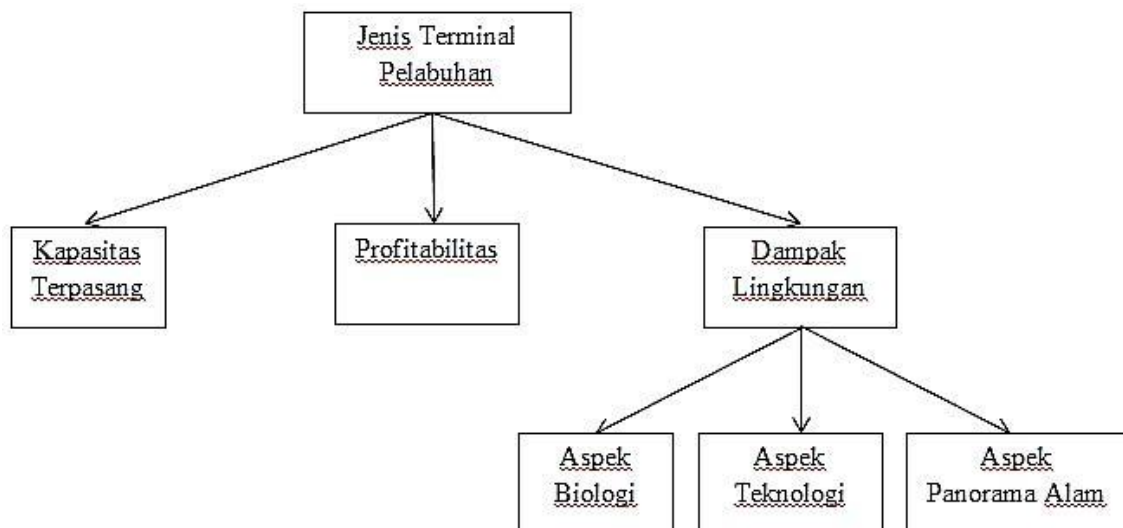 Jenis Terminal
Pelabuhan
Kapasitas
Terpasang
Profitabilitas
Dampak
Lingkungan
Aspek
Biologi
Aspek
Teknologi
Aspek
Panorama Alam